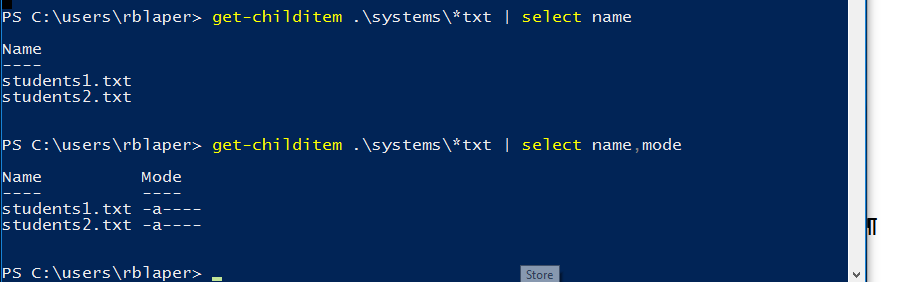 PS C:\users\rblaper> get-childitem .\systems\*txt | select name
Name
----
students1.txt
students2.txt
PS C:\users\rblaper> get-childitem .\systems\*txt | select name,mode
Name          Mode
----          ----
students1.txt -a----
students2.txt -a----
¶
PS C:\users\rblaper>
Store